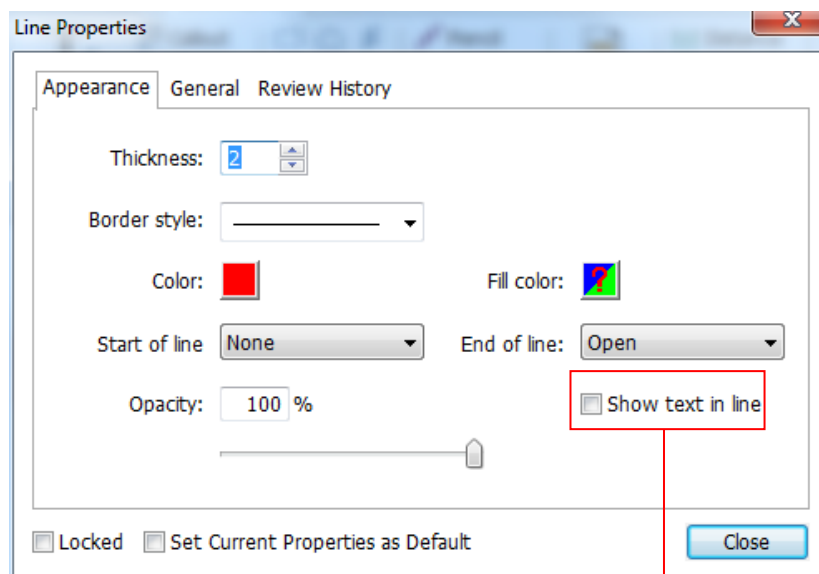 Line Properties
Appearance General Review History
Thickness: 2
Border style:
Color: Fill color: ?
Start of line None End of line: Open
Opacity: 100 % Show text in line
Locked Set Current Properties as Default Close